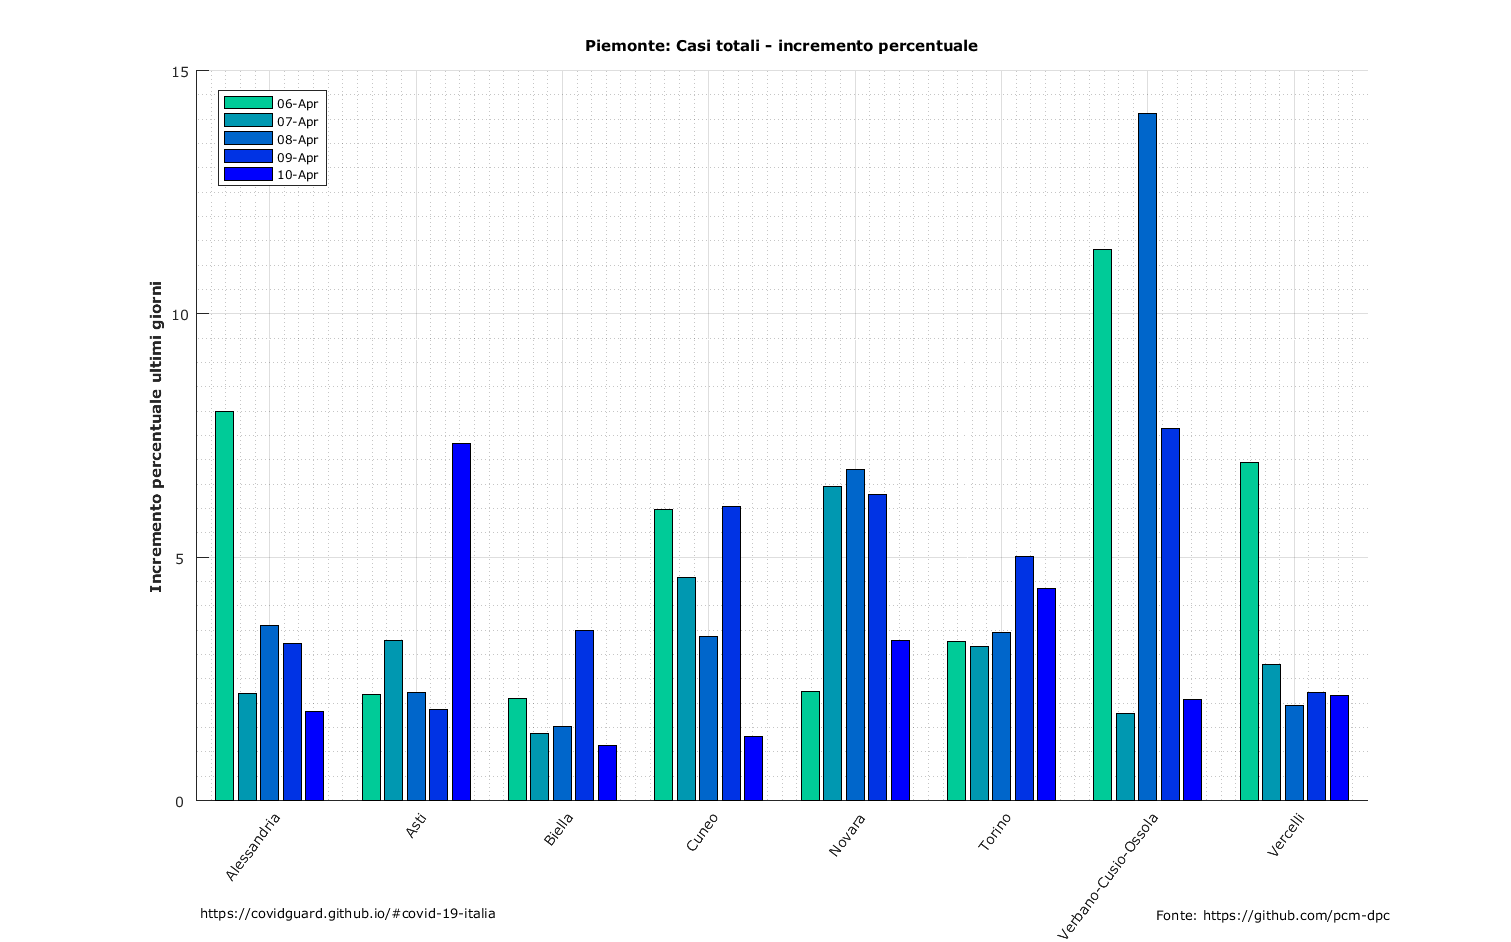 Piemonte: Casi totali - incremento percentuale
15
06-Apr
07-Apr
08-Apr
09-Apr
10-Apr
10
5
0
Incremento percentuale ultimi giorni
Alessandria
Asti
Biella
Cuneo
Novara
Torino
Verbano-Cusio-Ossola
Vercelli
https://covidguard.github.io/#covid-19-italia
Fonte: https://github.com/pcm-dpc